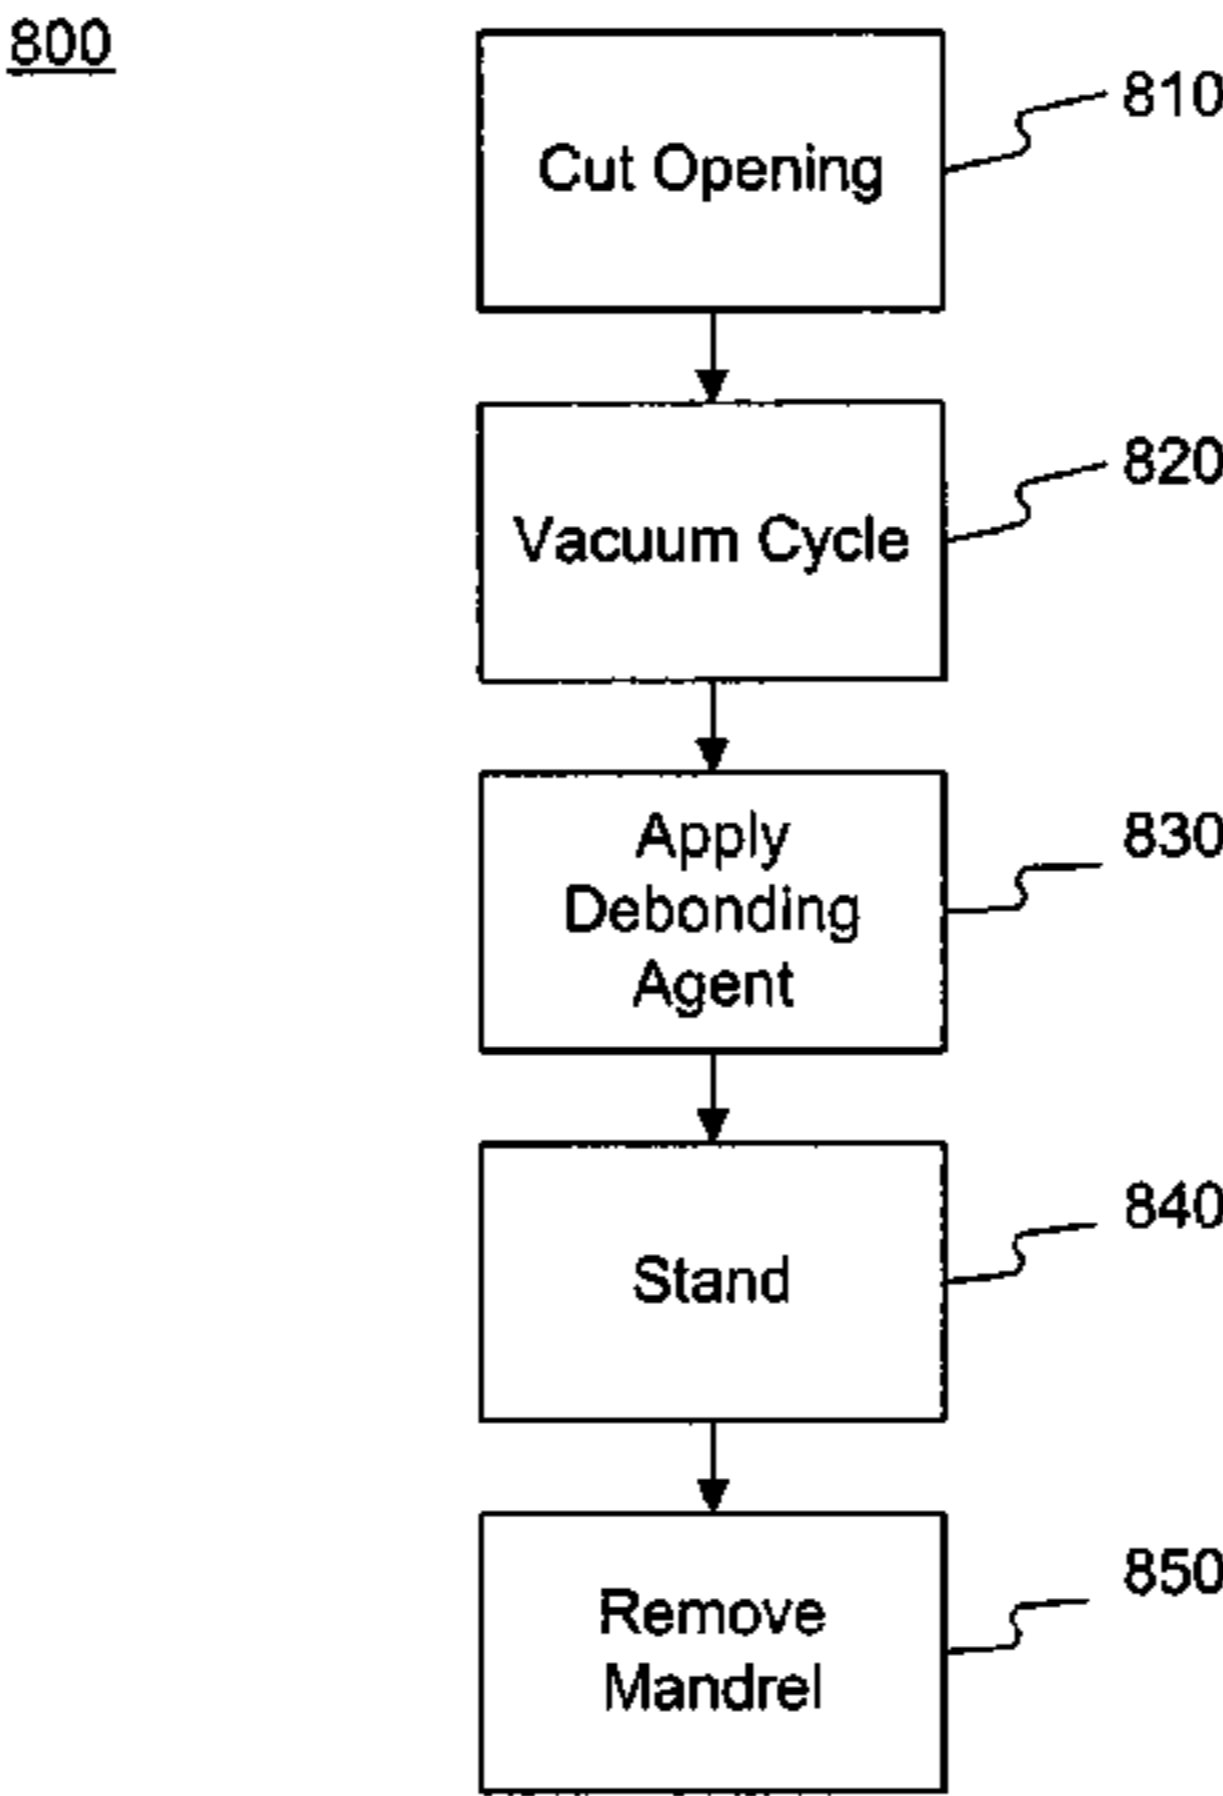 800
810
Cut Opening
820
Vacuum Cycle
830
Apply
Debonding
Agent
840
Stand
850
Remove
Mandrel